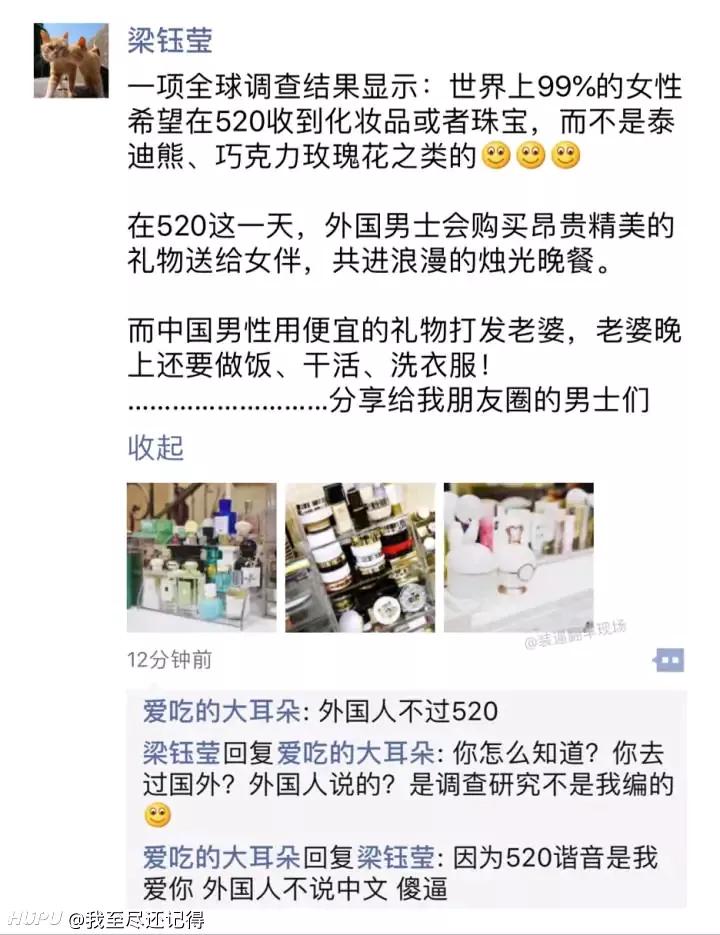 梁钰莹
一项全球调查结果显示：世界上99%的女性
希望在520收到化妆品或者珠宝，而不是泰
迪熊、巧克力玫瑰花之类的
在520这一天，外国男士会购买昂贵精美的
礼物送给女伴，共进浪漫的烛光晚餐。
而中国男性用便宜的礼物打发老婆，老婆晚
上还要做饭、干活、洗衣服！
...........................分享给我朋友圈的男士们
收起
@装逼翻车现场
12分钟前
爱吃的大耳朵: 外国人不过520
梁钰莹回复爱吃的大耳朵: 你怎么知道？你去
过国外？外国人说的？是调查研究不是我编的
爱吃的大耳朵回复梁钰莹: 因为520谐音是我
爱你 外国人不说中文 傻逼
HUPU @我至尽还记得